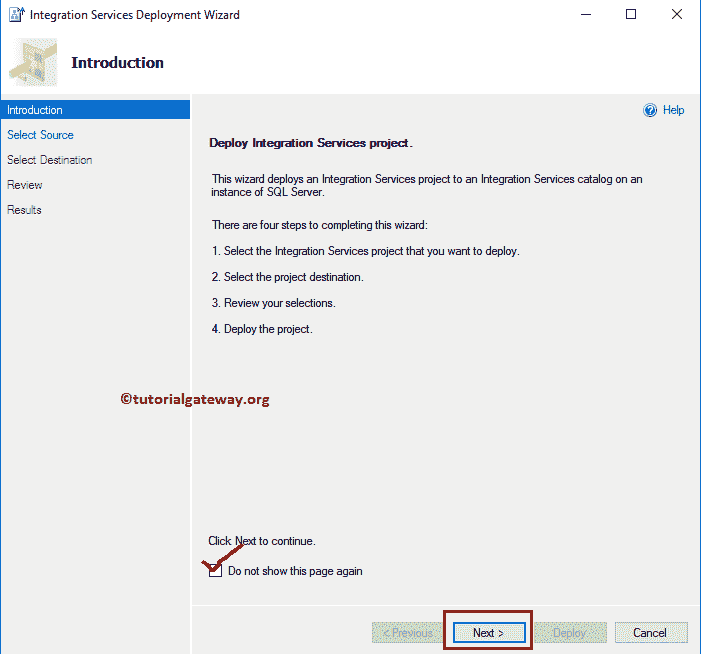 Integration Services Deployment Wizard
Introduction
Introduction
Select Source
Select Destination
Review
Results
Help
Deploy Integration Services project.
This wizard deploys an Integration Services project to an Integration Services catalog on an
instance of SQL Server.
There are four steps to completing this wizard:
1. Select the Integration Services project that you want to deploy.
2. Select the project destination.
3. Review your selections.
4. Deploy the project.
©tutorialgateway.org
Click Next to continue.
Do not show this page again
< Previous
Next >
Deploy
Cancel